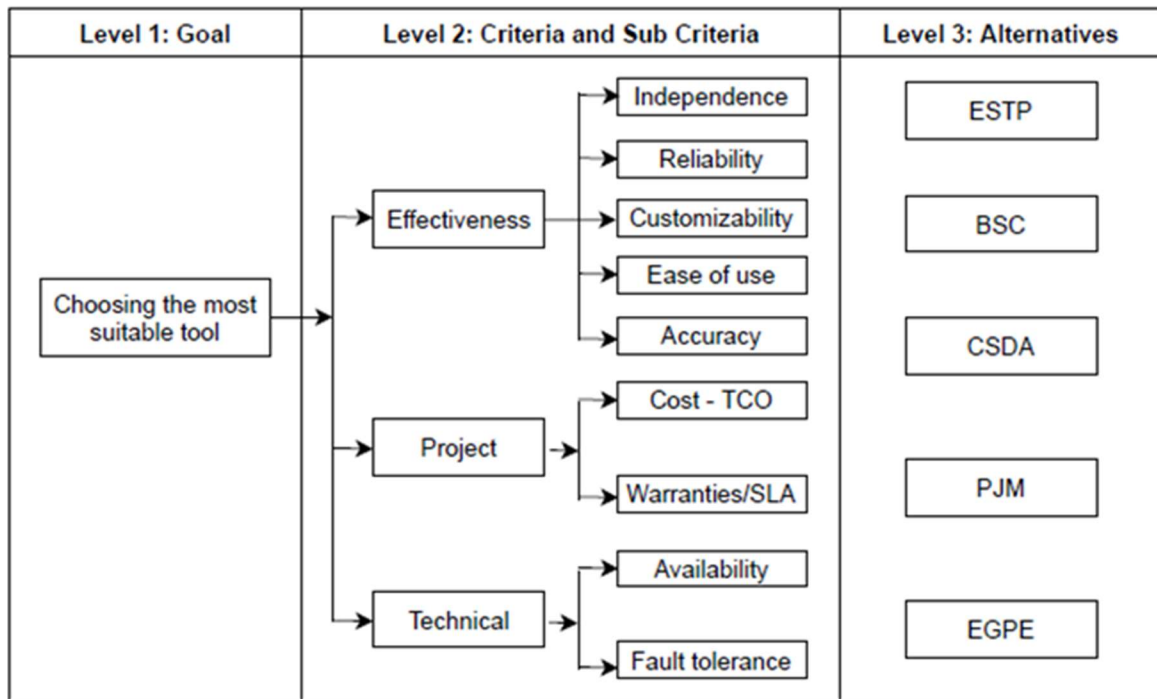 Level 1: Goal
Level 2: Criteria and Sub Criteria
Level 3: Alternatives
Choosing the most
suitable tool
Effectiveness
Independence
Reliability
Customizability
Ease of use
Accuracy
Project
Cost - TCO
Warranties/SLA
Technical
Availability
Fault tolerance
ESTP
BSC
CSDA
PJM
EGPE